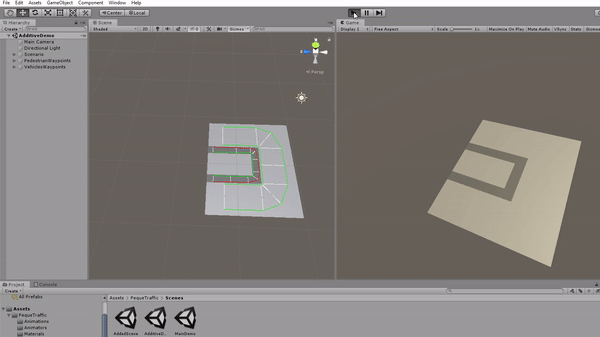 File Edit Assets GameObject Component Window Help
Center Local
Hierarchy
Create
AdditiveDemo
Main Camera
Directional Light
Scenario
PedestrianWaypoints
VehiclesWaypoints
Scene
Shaded 2D Gizmos
Persp
Game
Display 1 Free Aspect Scale 1x Maximize On Play Mute Audio VSync Stats Gizmos
Project Console
Create
All Prefabs
Assets
PequeTraffic
Animations
Animators
Materials
Assets PequeTraffic Scenes
AddedScene AdditiveD... MainDemo